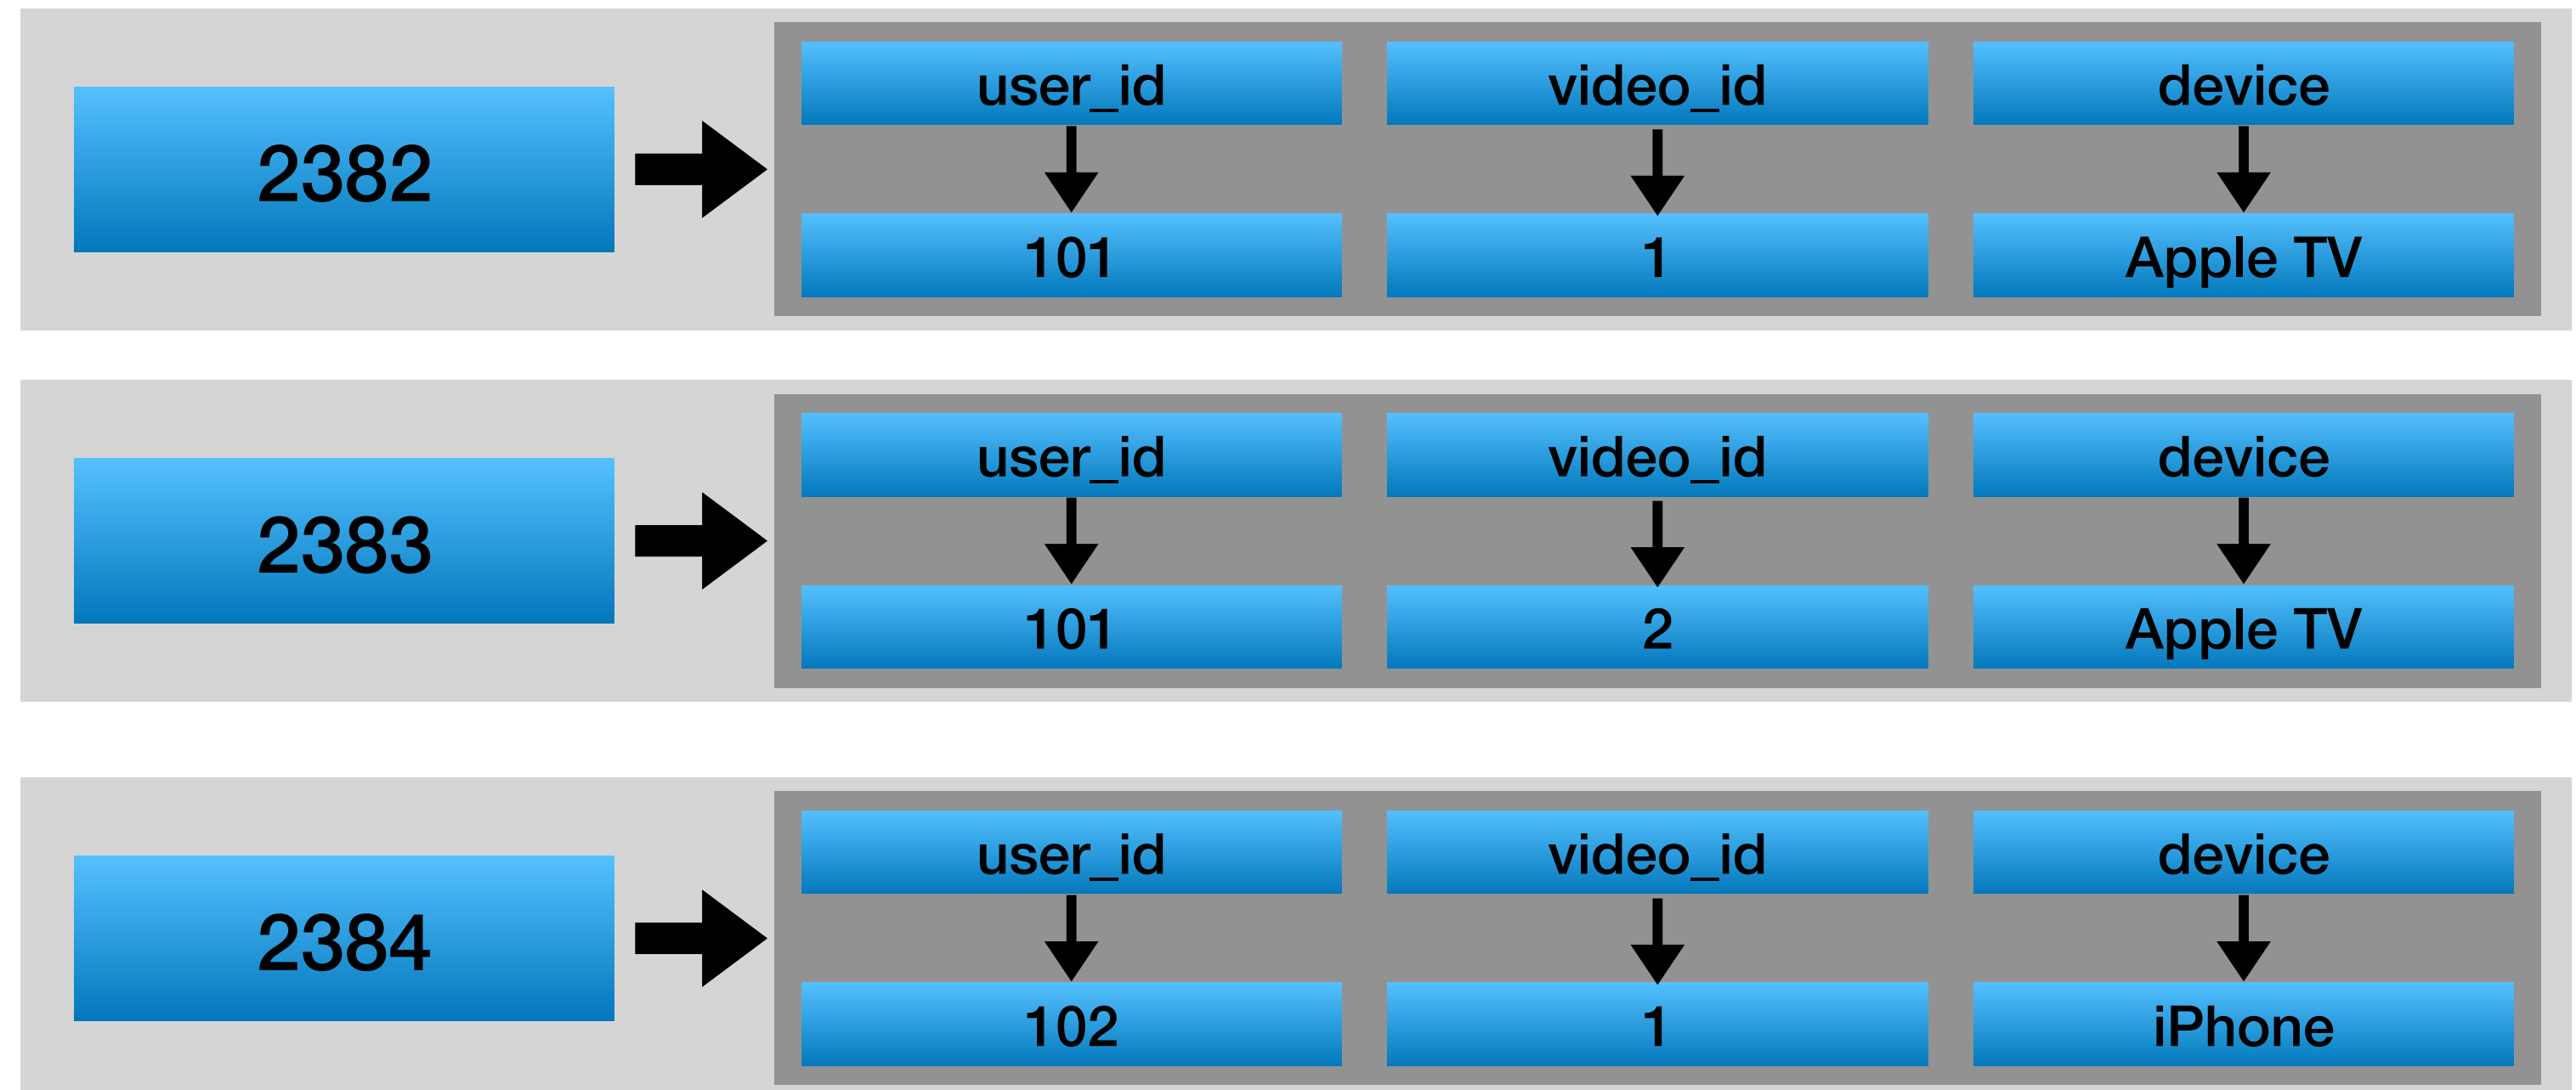 user_id video_id device
2382
101 1 Apple TV
user_id video_id device
2383
101 2 Apple TV
user_id video_id device
2384
102 1 iPhone